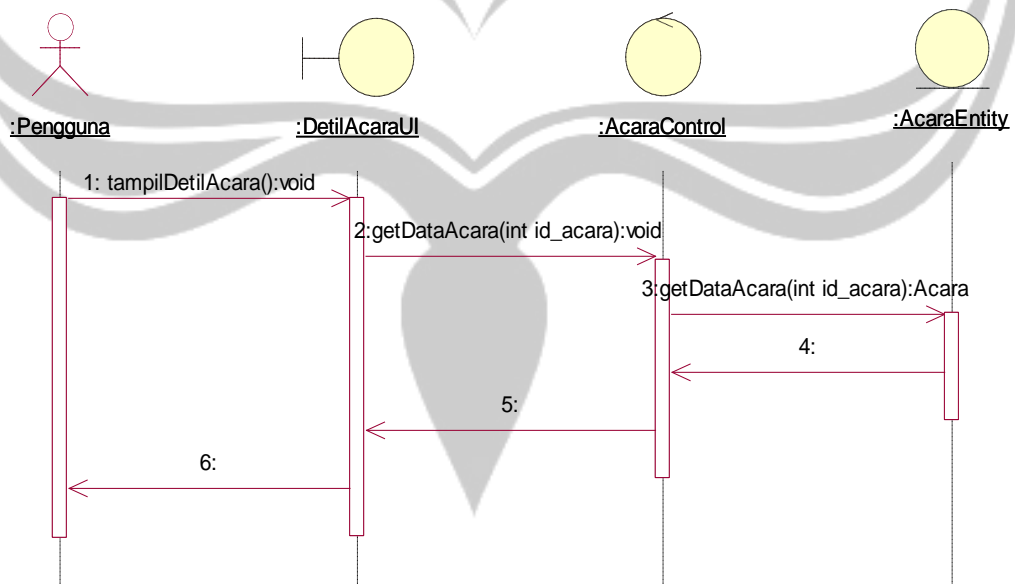 :Pengguna
:DetilAcaraUI
:AcaraControl
:AcaraEntity
1: tampilDetilAcara():void
2:getDataAcara(int id_acara):void
3:getDataAcara(int id_acara):Acara
4:
5:
6: